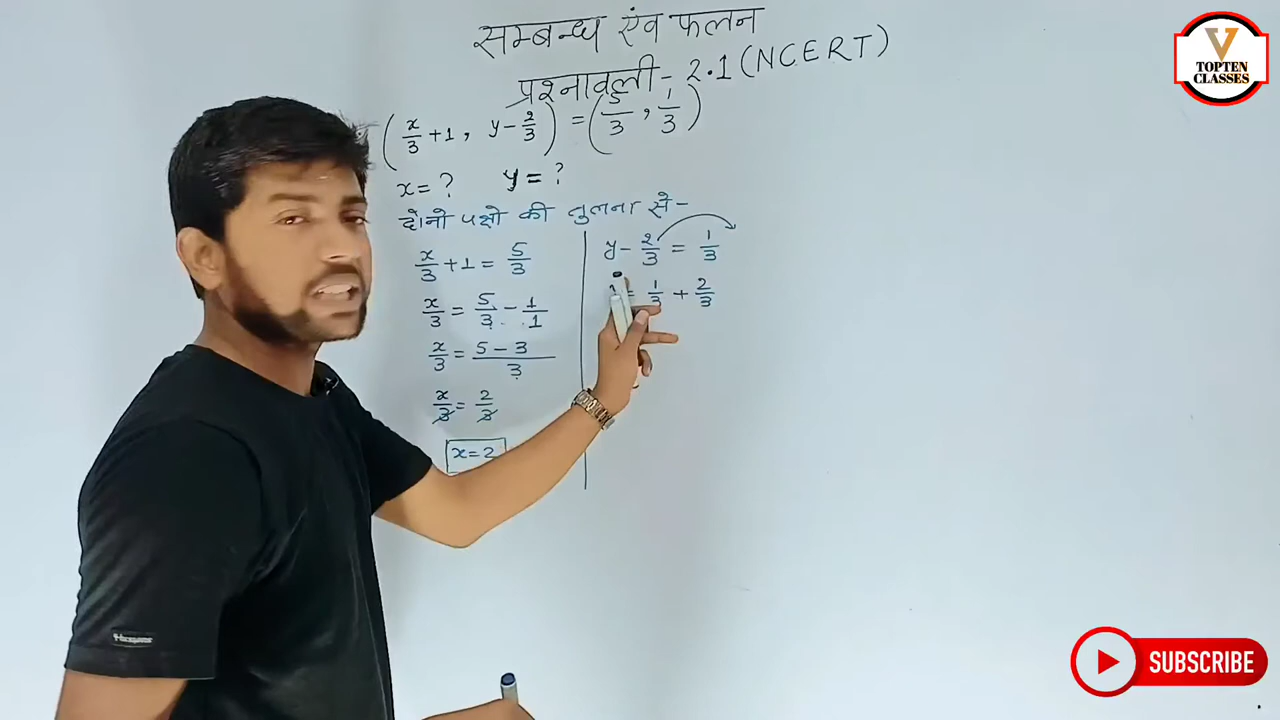 सम्बन्ध एंव फलन
प्रश्नावली - 2.1 (NCERT)
(x/3 + 1, y - 2/3) = (5/3, 1/3)
x = ? y = ?
दोनो पक्षो की तुलना से -
x/3 + 1 = 5/3
x/3 = 5/3 - 1/1
x/3 = 5 - 3/3
x/3 = 2/3
x = 2
y - 2/3 = 1/3
= 1/3 + 2/3
V
TOPTEN
CLASSES
SUBSCRIBE